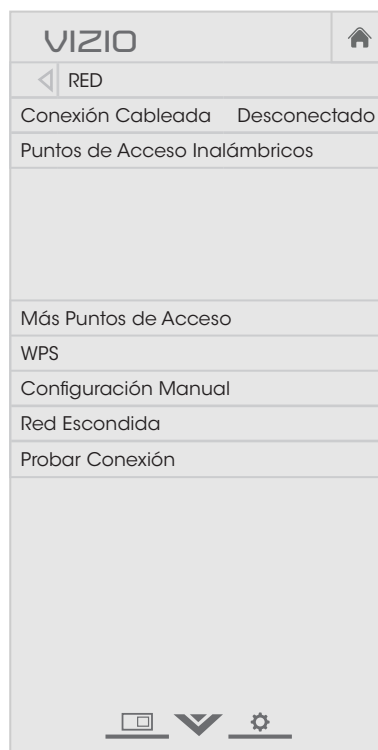 VIZIO
RED
Conexión Cableada Desconectado
Puntos de Acceso Inalámbricos
Más Puntos de Acceso
WPS
Configuración Manual
Red Escondida
Probar Conexión